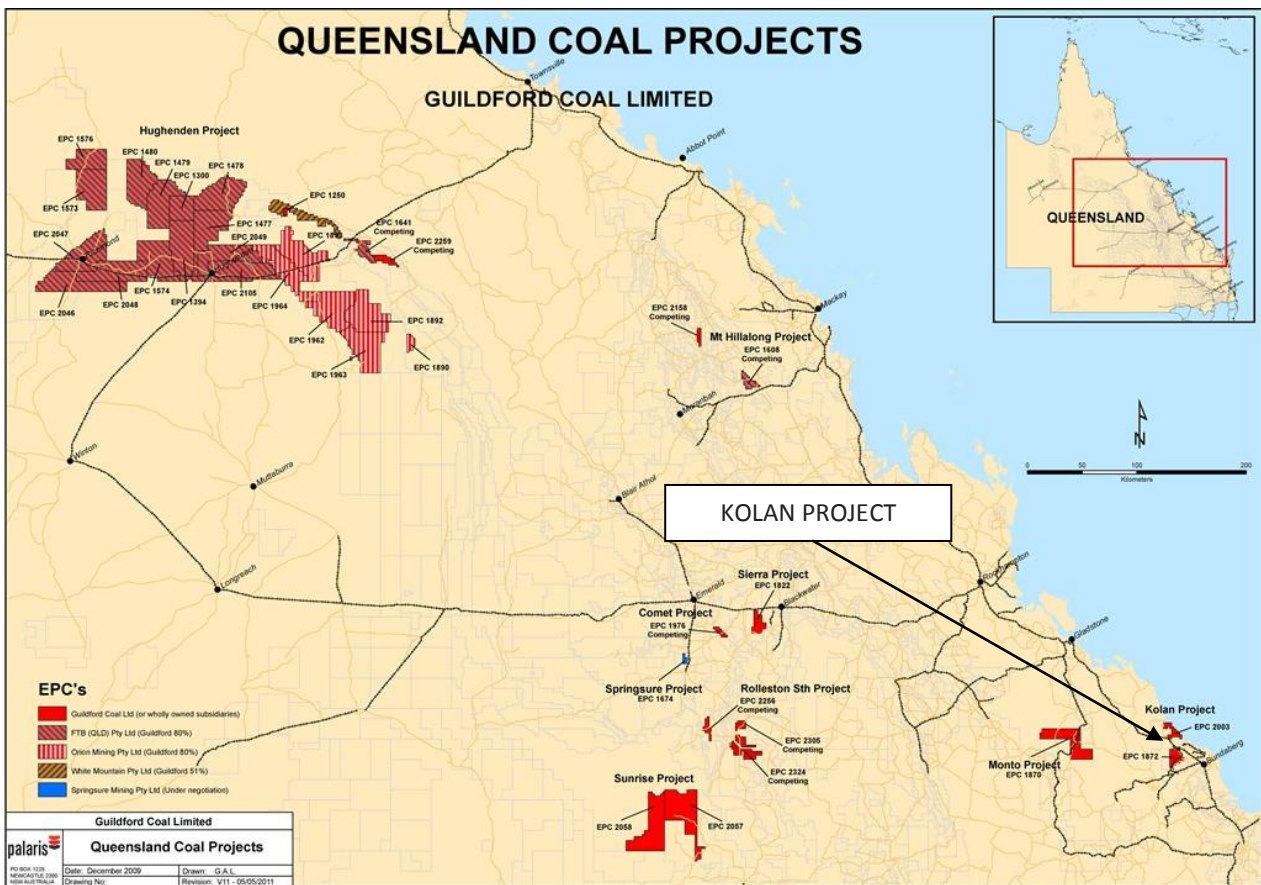 QUEENSLAND COAL PROJECTS
GUILDFORD COAL LIMITED
Townsville
Abbot Point
QUEENSLAND
Hughenden Project
EPC 1576
EPC 1480
EPC 1479
EPC 1300
EPC 1478
EPC 1573
EPC 1250
EPC 1477
EPC 1641
Competing
EPC 2047
EPC 2049
EPC 2259
Competing
EPC 2046
EPC 2048
EPC 1574
EPC 1394
EPC 2105
EPC 1964
EPC 1962
EPC 1892
EPC 1963
EPC 1890
EPC 2158
Competing
Mackay
Mt Hillalong Project
EPC 1608
Competing
Moranbah
Winton
Muttaburra
Blair Athol
N
0 50 100 200
Kilometers
KOLAN PROJECT
Longreach
Emerald
Sierra Project
EPC 1822
Blackwater
Rockhampton
Comet Project
EPC 1976
Competing
Gladstone
Springsure Project
EPC 1674
Rolleston Sth Project
EPC 2256
Competing
EPC 2305
Competing
EPC 2324
Competing
Kolan Project
EPC 2003
EPC 1872
Bundaberg
Monto Project
EPC 1870
Sunrise Project
EPC 2058
EPC 2057
EPC's
Guildford Coal Ltd (or wholly owned subsidiaries)
FTB (QLD) Pty Ltd (Guildford 80%)
Orion Mining Pty Ltd (Guildford 80%)
White Mountain Pty Ltd (Guildford 51%)
Springsure Mining Pty Ltd (Under negotiation)
Guildford Coal Limited
palaris
Queensland Coal Projects
PO BOX 1225
NEWCASTLE 2300
NSW AUSTRALIA
Date: December 2009
Drawn: G.A.L.
Drawing No:
Revision: V11 - 05/05/2011